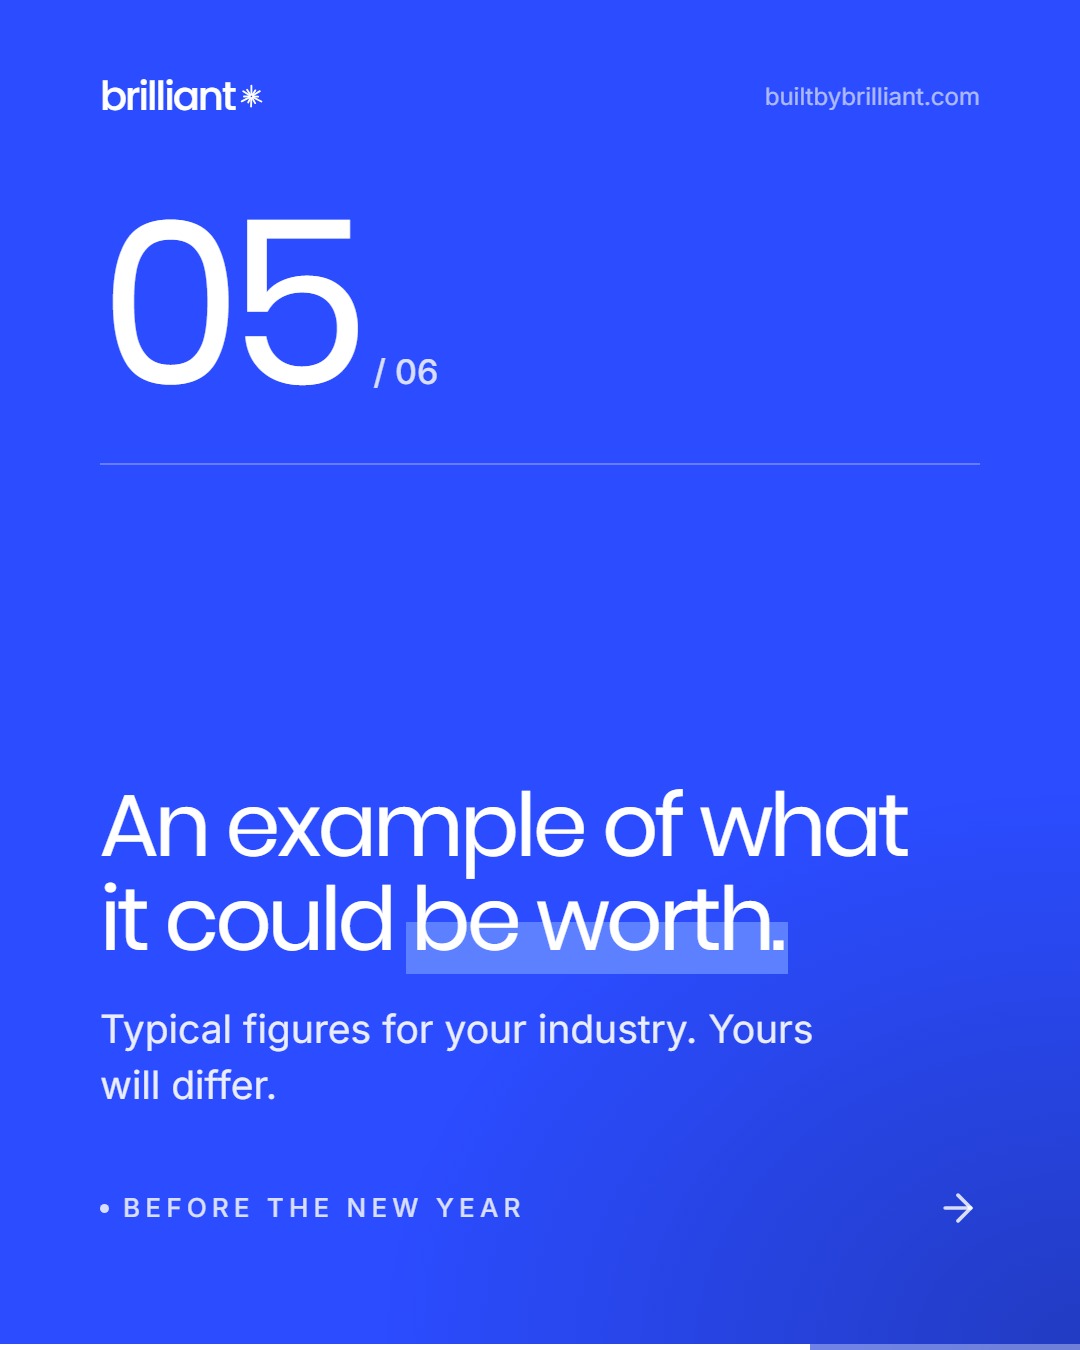 brilliant
builtbybrilliant.com
05 / 06
An example of what
it could be worth.
Typical figures for your industry. Yours
will differ.
• BEFORE THE NEW YEAR